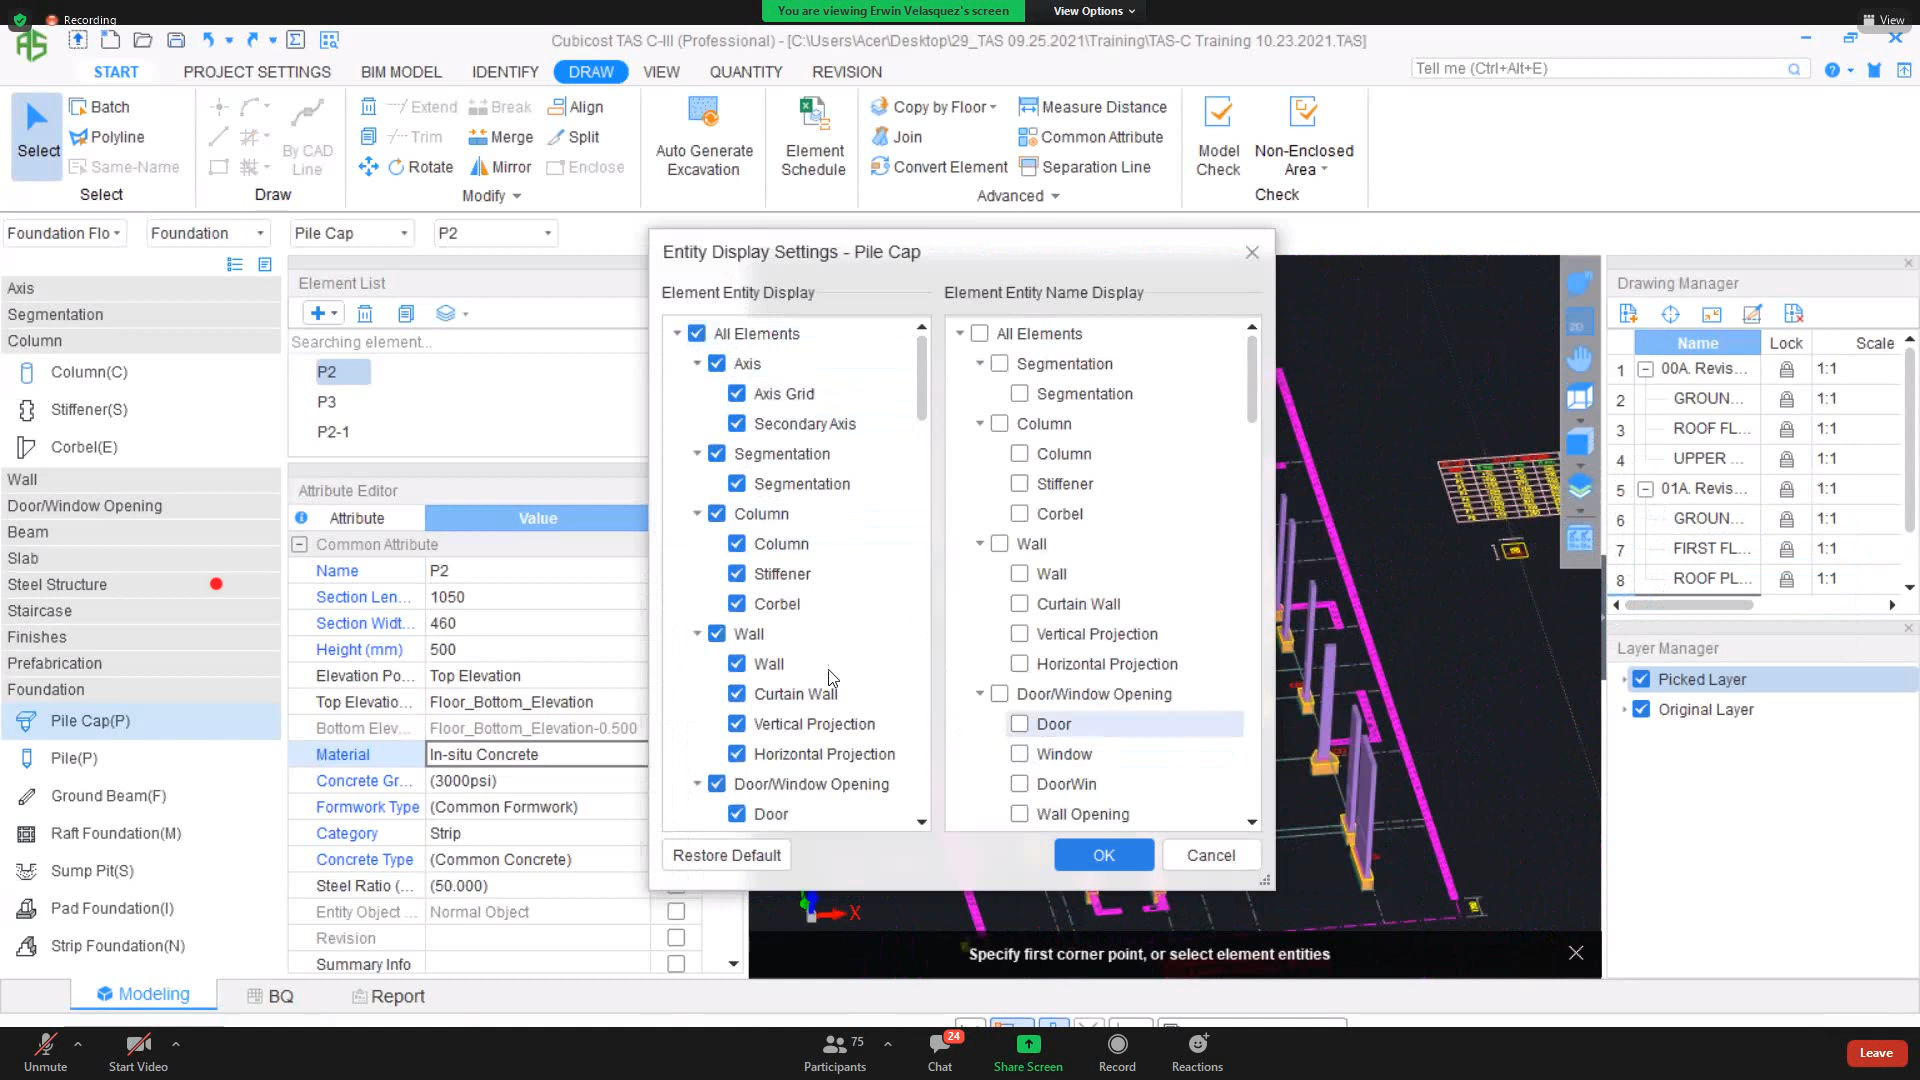 Recording
You are viewing Erwin Velasquez's screen
View Options
View
Cubicost TAS C-III (Professional) - [C:\Users\Acer\Desktop\29_TAS 09.25.2021\Training\TAS-C Training 10.23.2021.TAS]
START
PROJECT SETTINGS
BIM MODEL
IDENTIFY
DRAW
VIEW
QUANTITY
REVISION
Tell me (Ctrl+Alt+E)
Select
Batch
Polyline
Same-Name
Select
By CAD
Line
Draw
Extend
Break
Align
Trim
Merge
Split
Rotate
Mirror
Enclose
Modify
Auto Generate
Excavation
Element
Schedule
Copy by Floor
Measure Distance
Join
Common Attribute
Convert Element
Separation Line
Advanced
Model
Check
Non-Enclosed
Area
Check
Foundation Flo
Foundation
Pile Cap
P2
Axis
Segmentation
Column
Column(C)
Stiffener(S)
Corbel(E)
Wall
Door/Window Opening
Beam
Slab
Steel Structure
Staircase
Finishes
Prefabrication
Foundation
Pile Cap(P)
Pile(P)
Ground Beam(F)
Raft Foundation(M)
Sump Pit(S)
Pad Foundation(I)
Strip Foundation(N)
Element List
Searching element...
P2
P3
P2-1
Attribute Editor
Attribute Value
Common Attribute
Name P2
Section Len... 1050
Section Widt... 460
Height (mm) 500
Elevation Po... Top Elevation
Top Elevatio... Floor_Bottom_Elevation
Bottom Elev... Floor_Bottom_Elevation-0.500
Material In-situ Concrete
Concrete Gr... (3000psi)
Formwork Type (Common Formwork)
Category Strip
Concrete Type (Common Concrete)
Steel Ratio (... (50.000)
Entity Object ... Normal Object
Revision
Summary Info
Entity Display Settings - Pile Cap
Element Entity Display
All Elements
Axis
Axis Grid
Secondary Axis
Segmentation
Segmentation
Column
Column
Stiffener
Corbel
Wall
Wall
Curtain Wall
Vertical Projection
Horizontal Projection
Door/Window Opening
Door
Element Entity Name Display
All Elements
Segmentation
Segmentation
Column
Column
Stiffener
Corbel
Wall
Wall
Curtain Wall
Vertical Projection
Horizontal Projection
Door/Window Opening
Door
Window
DoorWin
Wall Opening
Restore Default
OK
Cancel
X
Specify first corner point, or select element entities
Drawing Manager
Name Lock Scale
1 00A. Revis... 1:1
2 GROUN... 1:1
3 ROOF FL... 1:1
4 UPPER ... 1:1
5 01A. Revis... 1:1
6 GROUN... 1:1
7 FIRST FL... 1:1
8 ROOF PL... 1:1
Layer Manager
Picked Layer
Original Layer
Modeling
BQ
Report
Unmute
Start Video
75
Participants
24
Chat
Share Screen
Record
Reactions
Leave